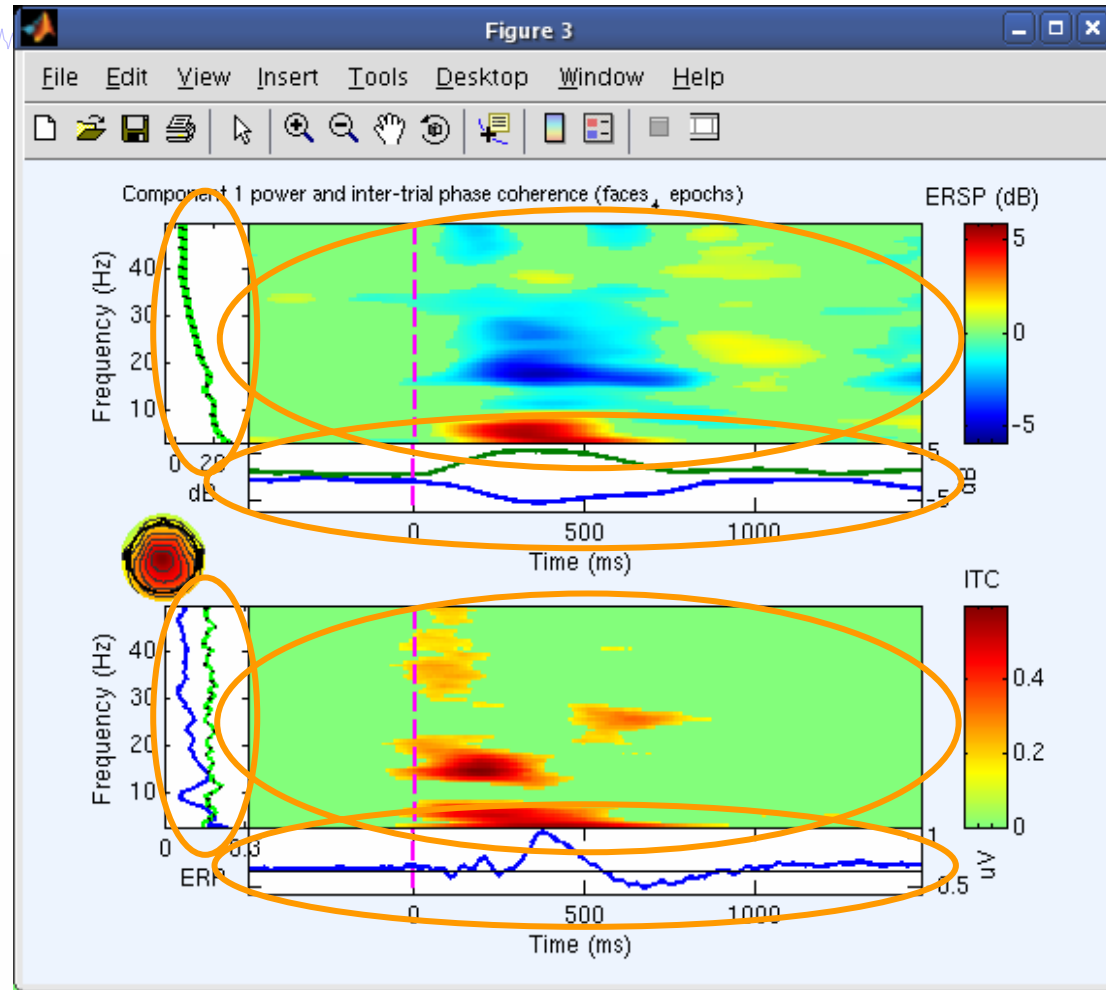 Figure 3
File Edit View Insert Tools Desktop Window Help
Component 1 power and inter-trial phase coherence (faces_4 epochs)
ERSP (dB)
Frequency (Hz)
40
30
20
10
5
0
-5
0 20
dB
5
-5
dB
0 500 1000
Time (ms)
ITC
Frequency (Hz)
40
30
20
10
0.4
0.2
0
0 0.3
ERP
1
0.5
uV
0 500 1000
Time (ms)